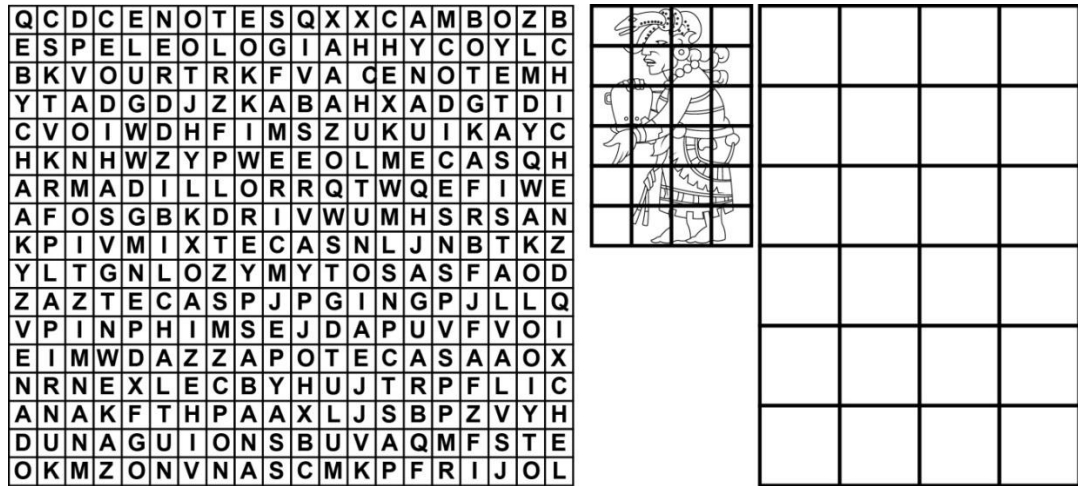 QCDCENOTESQXXCAMBOZB
ESPELEOLOGIAHHYCOYLC
BKVOURTRKFVACENOTEMH
YTADGDJZKABAHXADGTDI
CVOIWDHFIMSZUKUIKAYC
HKNHWZYPWEEOLMECASQH
ARMADILLORRQTWQEFIWE
AFOSGBKDRIVWUMHSRSAN
KPIVMIXTECASNLJNBTKZ
YLTGNLOZYMYTOSASFAOD
ZAZTECASPJPGINGPJLLQ
VPINPHIMSEJDAPUVFVOI
EIMWDAZZAPOTECASAAOX
NRNEXLECBYHUJTRPFLIC
ANAKFTHPAAXLJSBPZVYH
DUNAGUIONSBUVAQMFSTE
OKMZONVNASCMKPFRIJOL